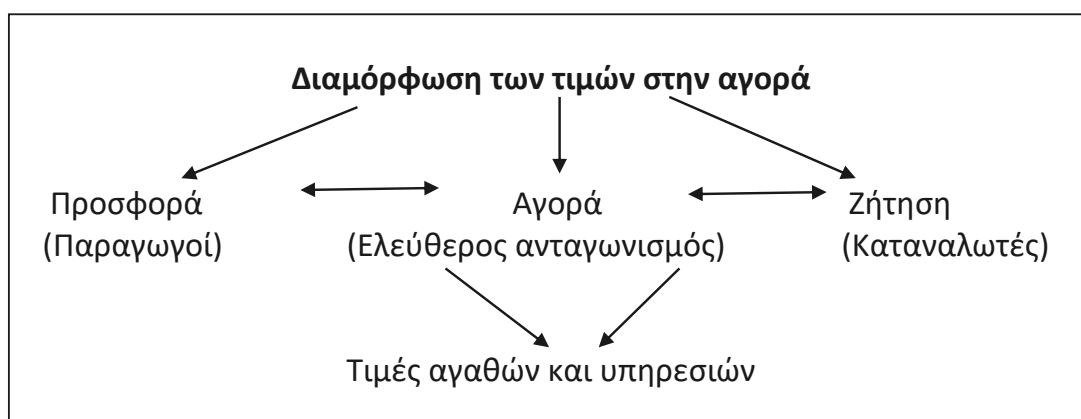 Διαμόρφωση των τιμών στην αγορά
Προσφορά Αγορά Ζήτηση
(Παραγωγοί) (Ελεύθερος ανταγωνισμός) (Καταναλωτές)
Τιμές αγαθών και υπηρεσιών